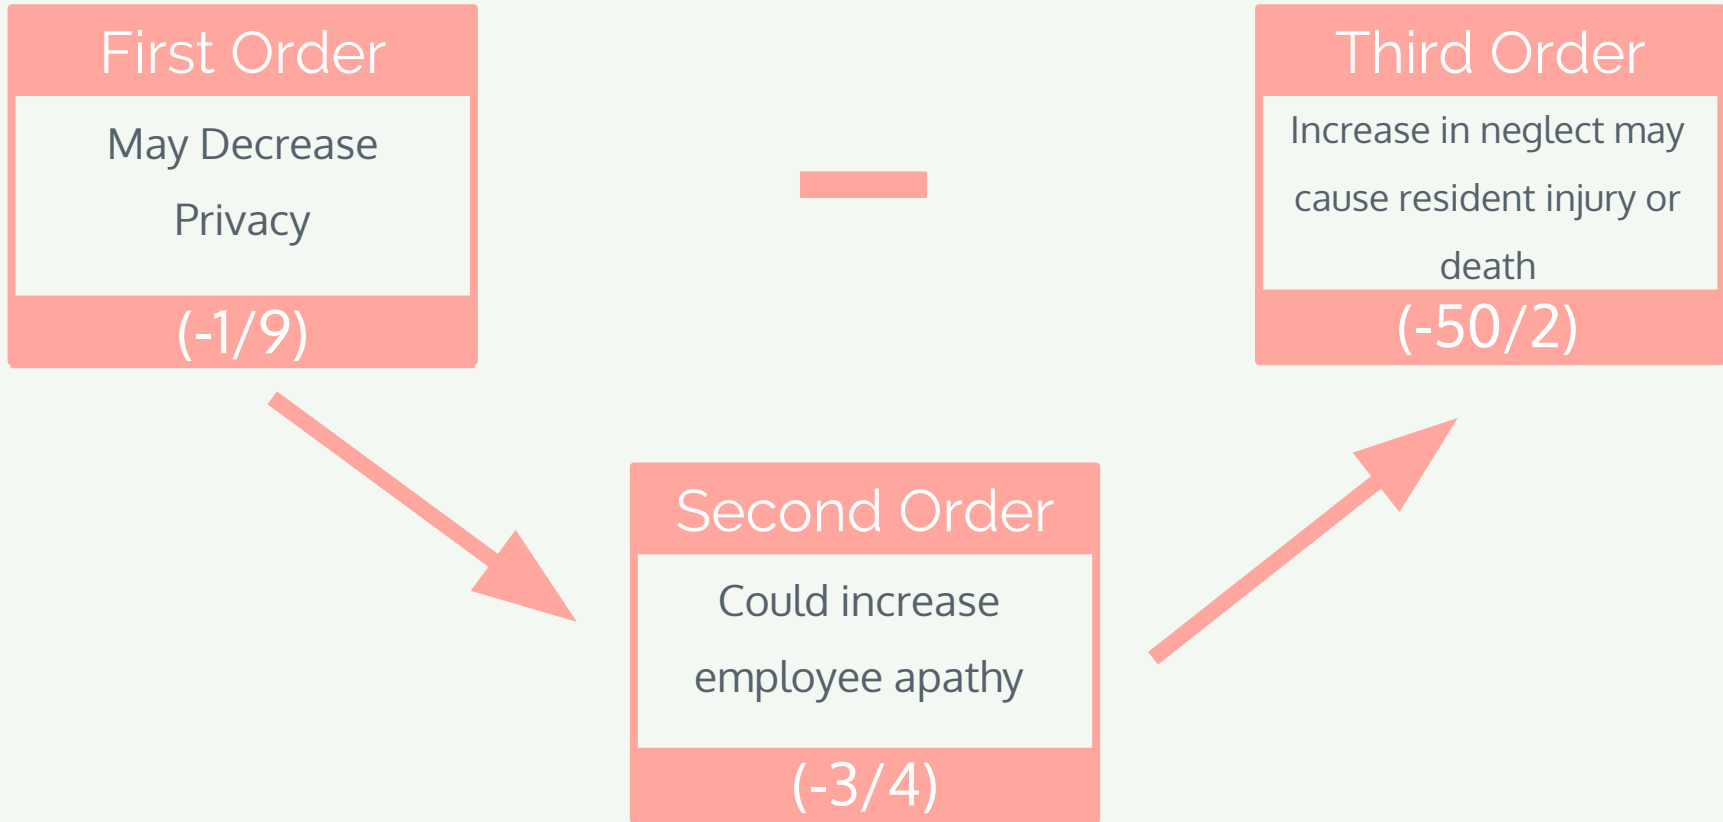 First Order
May Decrease
Privacy
(-1/9)
Second Order
Could increase
employee apathy
(-3/4)
Third Order
Increase in neglect may
cause resident injury or
death
(-50/2)